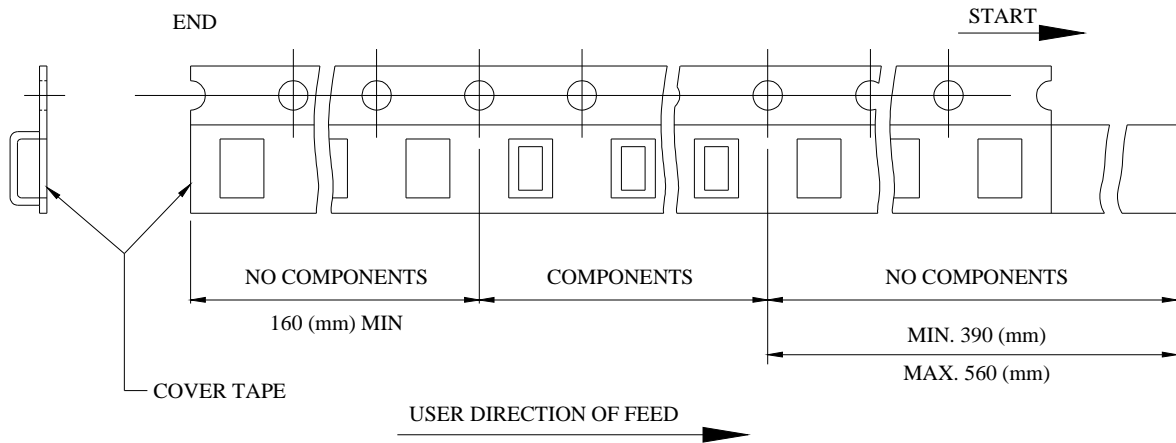 END
START
NO COMPONENTS
COMPONENTS
NO COMPONENTS
160 (mm) MIN
MIN. 390 (mm)
MAX. 560 (mm)
COVER TAPE
USER DIRECTION OF FEED